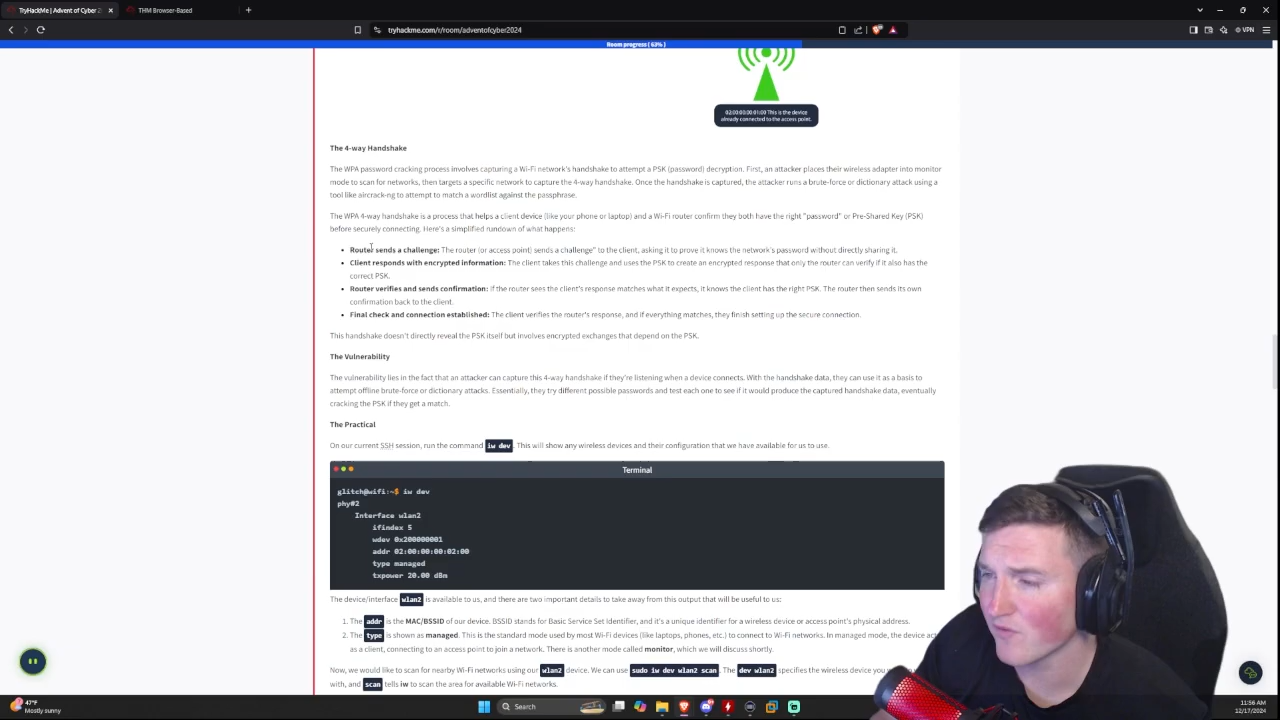 TryHackMe | Advent of Cyber 2
THM Browser-Based
tryhackme.com/r/room/adventofcyber2024
VPN
Room progress ( 63% )
02:00:00:00:01:00 This is the device
already connected to the access point.
The 4-way Handshake
The WPA password cracking process involves capturing a Wi-Fi network's handshake to attempt a PSK (password) decryption. First, an attacker places their wireless adapter into monitor
mode to scan for networks, then targets a specific network to capture the 4-way handshake. Once the handshake is captured, the attacker runs a brute-force or dictionary attack using a
tool like aircrack-ng to attempt to match a wordlist against the passphrase.
The WPA 4-way handshake is a process that helps a client device (like your phone or laptop) and a Wi-Fi router confirm they both have the right "password" or Pre-Shared Key (PSK)
before securely connecting. Here's a simplified rundown of what happens:
• Router sends a challenge: The router (or access point) sends a challenge" to the client, asking it to prove it knows the network's password without directly sharing it.
• Client responds with encrypted information: The client takes this challenge and uses the PSK to create an encrypted response that only the router can verify if it also has the
correct PSK.
• Router verifies and sends confirmation: If the router sees the client's response matches what it expects, it knows the client has the right PSK. The router then sends its own
confirmation back to the client.
• Final check and connection established: The client verifies the router's response, and if everything matches, they finish setting up the secure connection.
This handshake doesn't directly reveal the PSK itself but involves encrypted exchanges that depend on the PSK.
The Vulnerability
The vulnerability lies in the fact that an attacker can capture this 4-way handshake if they're listening when a device connects. With the handshake data, they can use it as a basis to
attempt offline brute-force or dictionary attacks. Essentially, they try different possible passwords and test each one to see if it would produce the captured handshake data, eventually
cracking the PSK if they get a match.
The Practical
On our current SSH session, run the command iw dev. This will show any wireless devices and their configuration that we have available for us to use.
Terminal
glitch@wifi:~$ iw dev
phy#2
Interface wlan2
ifindex 5
wdev 0x200000001
addr 02:00:00:00:02:00
type managed
txpower 20.00 dBm
The device/interface wlan2 is available to us, and there are two important details to take away from this output that will be useful to us:
1. The addr is the MAC/BSSID of our device. BSSID stands for Basic Service Set Identifier, and it's a unique identifier for a wireless device or access point's physical address.
2. The type is shown as managed. This is the standard mode used by most Wi-Fi devices (like laptops, phones, etc.) to connect to Wi-Fi networks. In managed mode, the device act
as a client, connecting to an access point to join a network. There is another mode called monitor, which we will discuss shortly.
Now, we would like to scan for nearby Wi-Fi networks using our wlan2 device. We can use sudo iw dev wlan2 scan. The dev wlan2 specifies the wireless device you
with, and scan tells iw to scan the area for available Wi-Fi networks.
47°F
Mostly sunny
Search
11:56 AM
12/17/2024